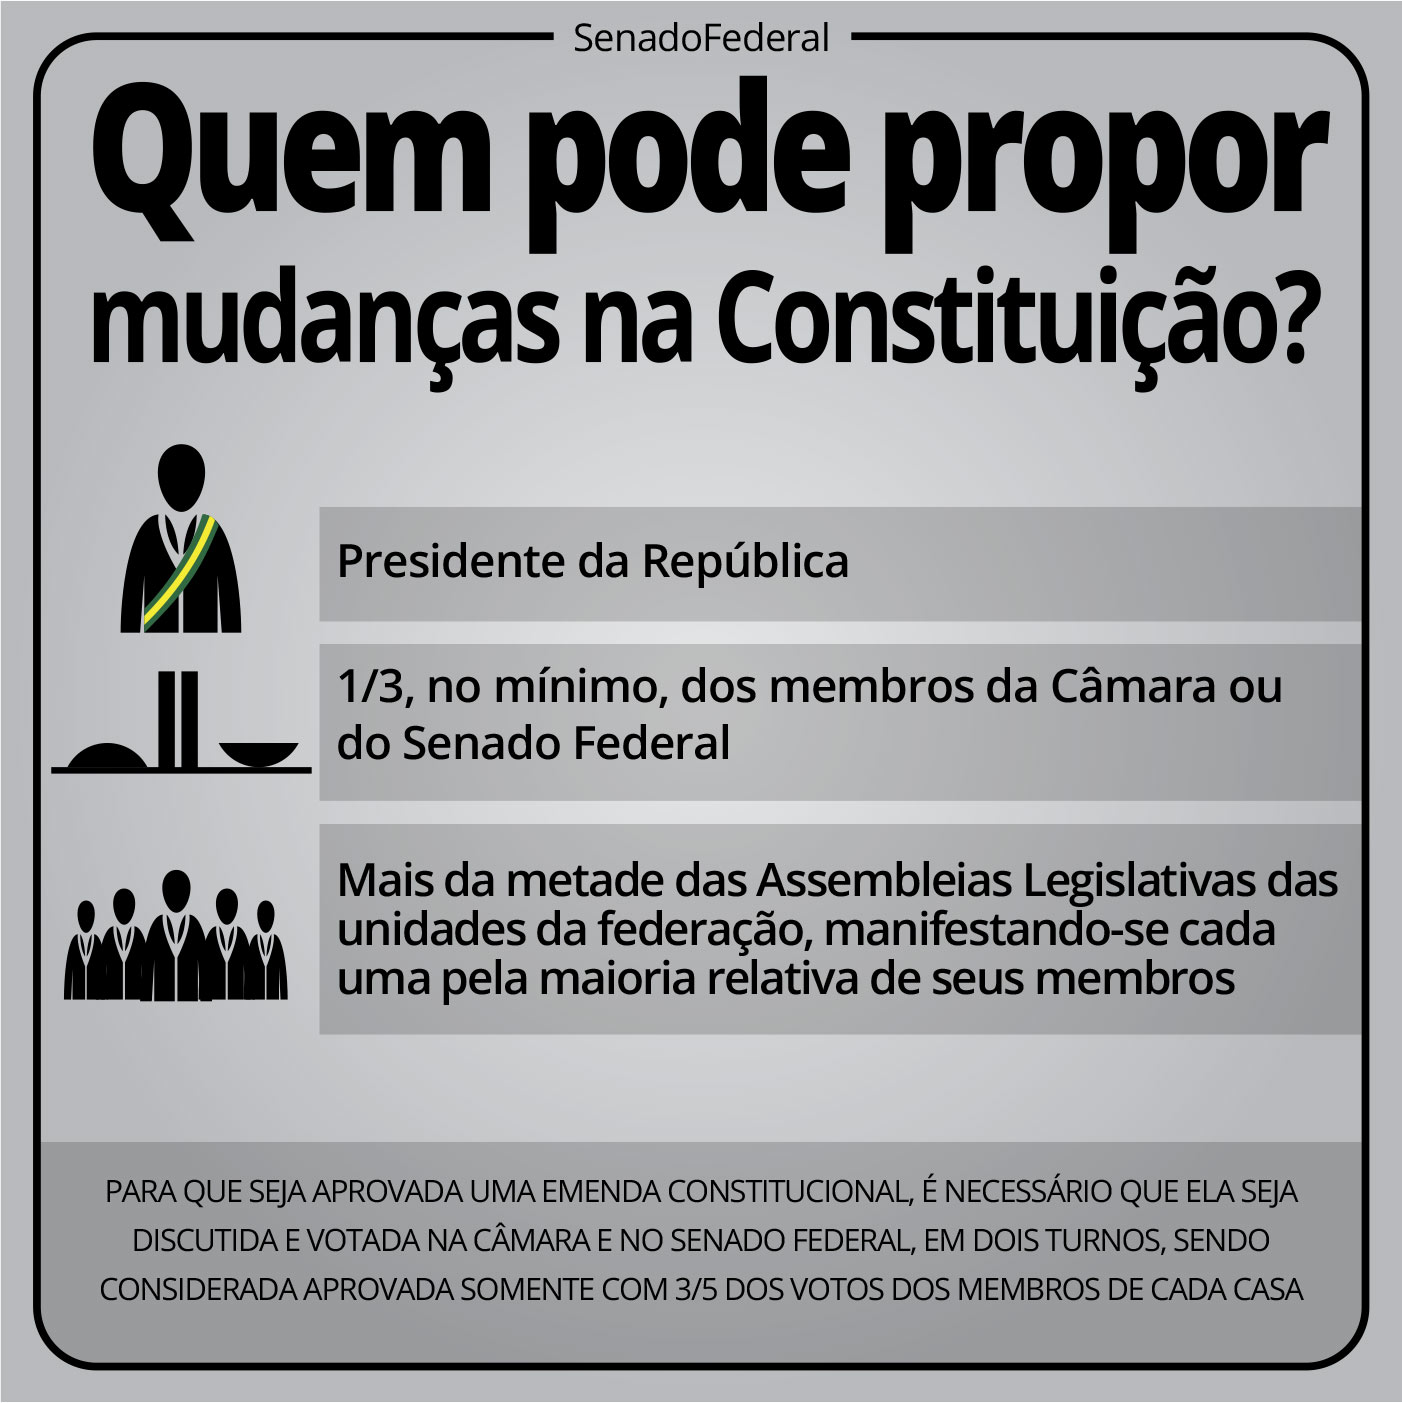 SenadoFederal
Quem pode propor
mudanças na Constituição?
Presidente da República
1/3, no mínimo, dos membros da Câmara ou
do Senado Federal
Mais da metade das Assembleias Legislativas das
unidades da federação, manifestando-se cada
uma pela maioria relativa de seus membros
PARA QUE SEJA APROVADA UMA EMENDA CONSTITUCIONAL, É NECESSÁRIO QUE ELA SEJA
DISCUTIDA E VOTADA NA CÂMARA E NO SENADO FEDERAL, EM DOIS TURNOS, SENDO
CONSIDERADA APROVADA SOMENTE COM 3/5 DOS VOTOS DOS MEMBROS DE CADA CASA